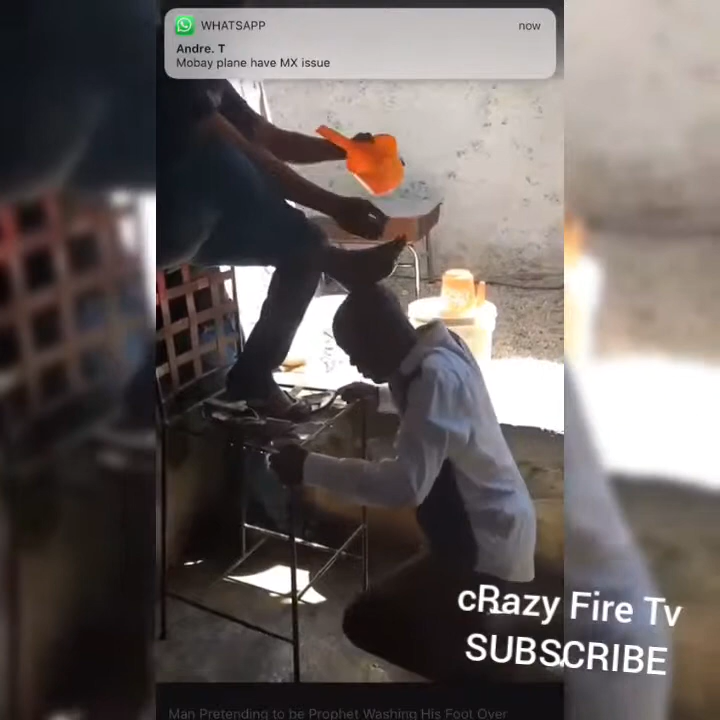 WHATSAPP
now
Andre. T
Mobay plane have MX issue
cRazy Fire Tv
SUBSCRIBE
Man Pretending to be Prophet Washing His Foot Over